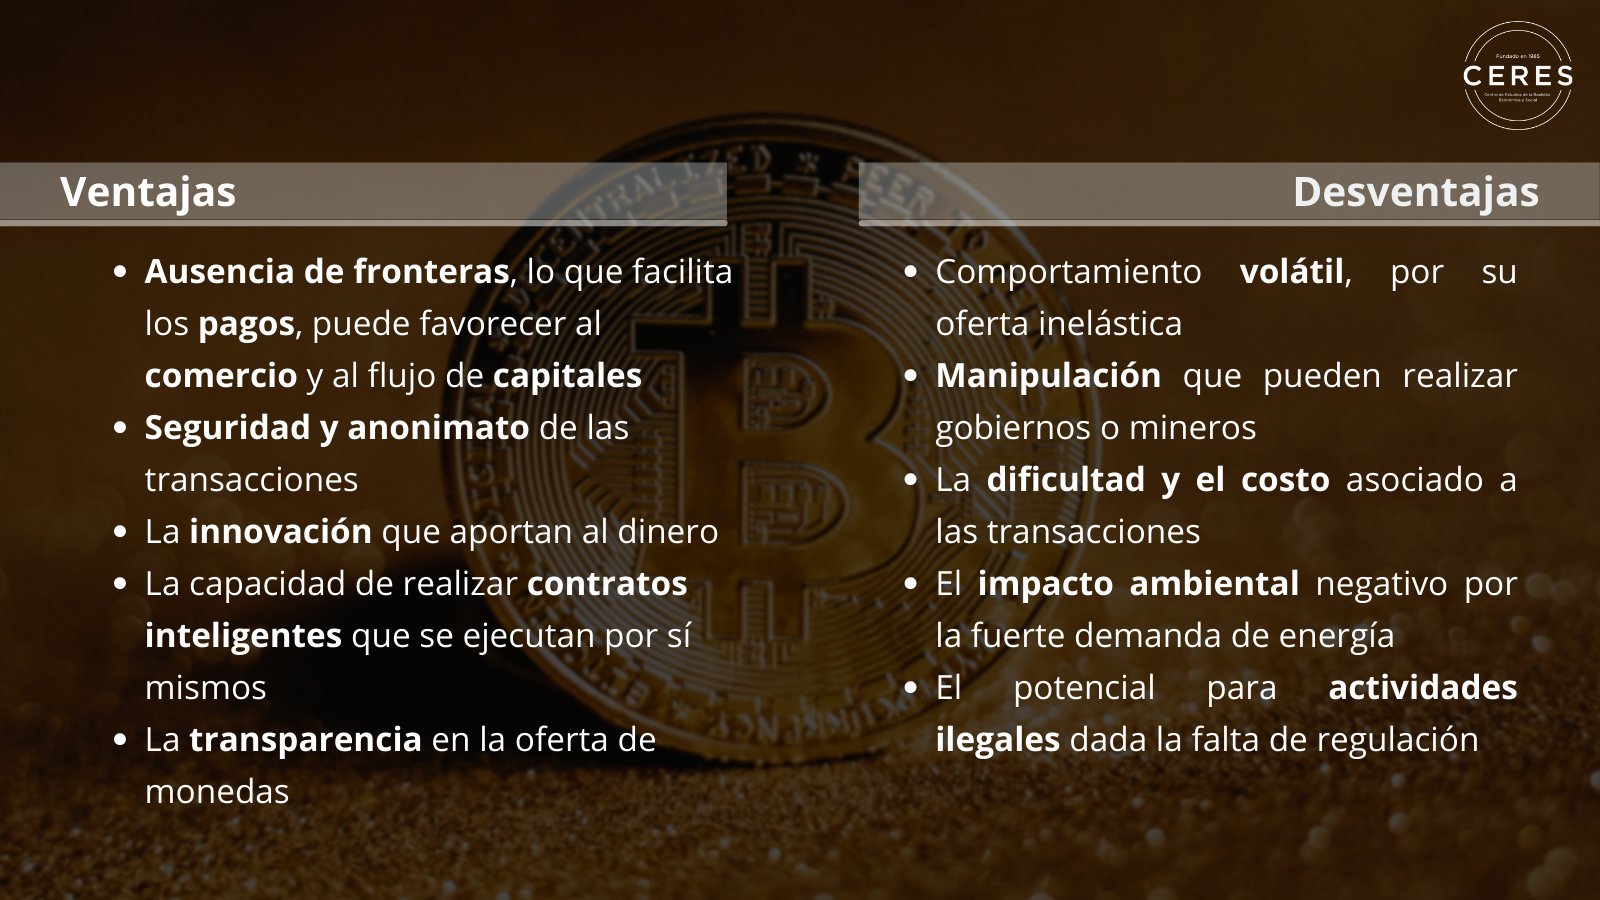 Fundado en 1985
CERES
Centro de Estudios de la Realidad
Económica y Social
Ventajas
Ausencia de fronteras, lo que facilita
los pagos, puede favorecer al
comercio y al flujo de capitales
Seguridad y anonimato de las
transacciones
La innovación que aportan al dinero
La capacidad de realizar contratos
inteligentes que se ejecutan por sí
mismos
La transparencia en la oferta de
monedas
Desventajas
Comportamiento volátil, por su
oferta inelástica
Manipulación que pueden realizar
gobiernos o mineros
La dificultad y el costo asociado a
las transacciones
El impacto ambiental negativo por
la fuerte demanda de energía
El potencial para actividades
ilegales dada la falta de regulación
DECENTRALIZED * PEER TO
B